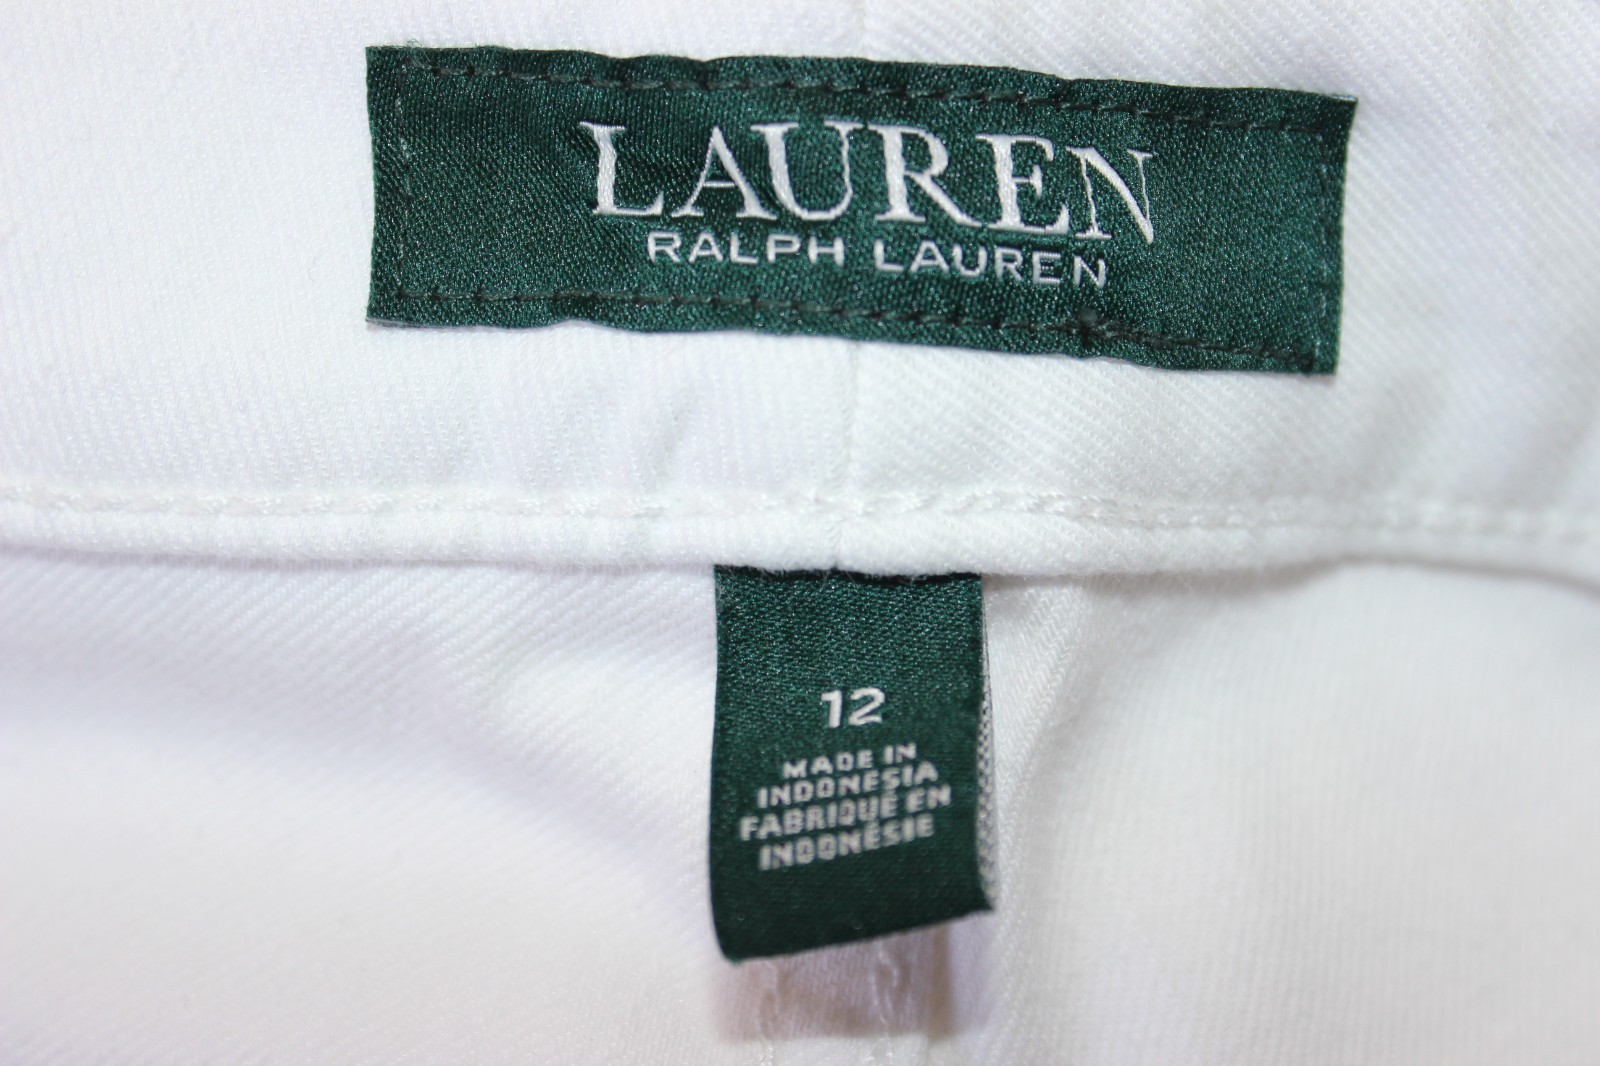 LAUREN
RALPH LAUREN
12
MADE IN
INDONESIA
FABRIQUÉ EN
INDONÉSIE